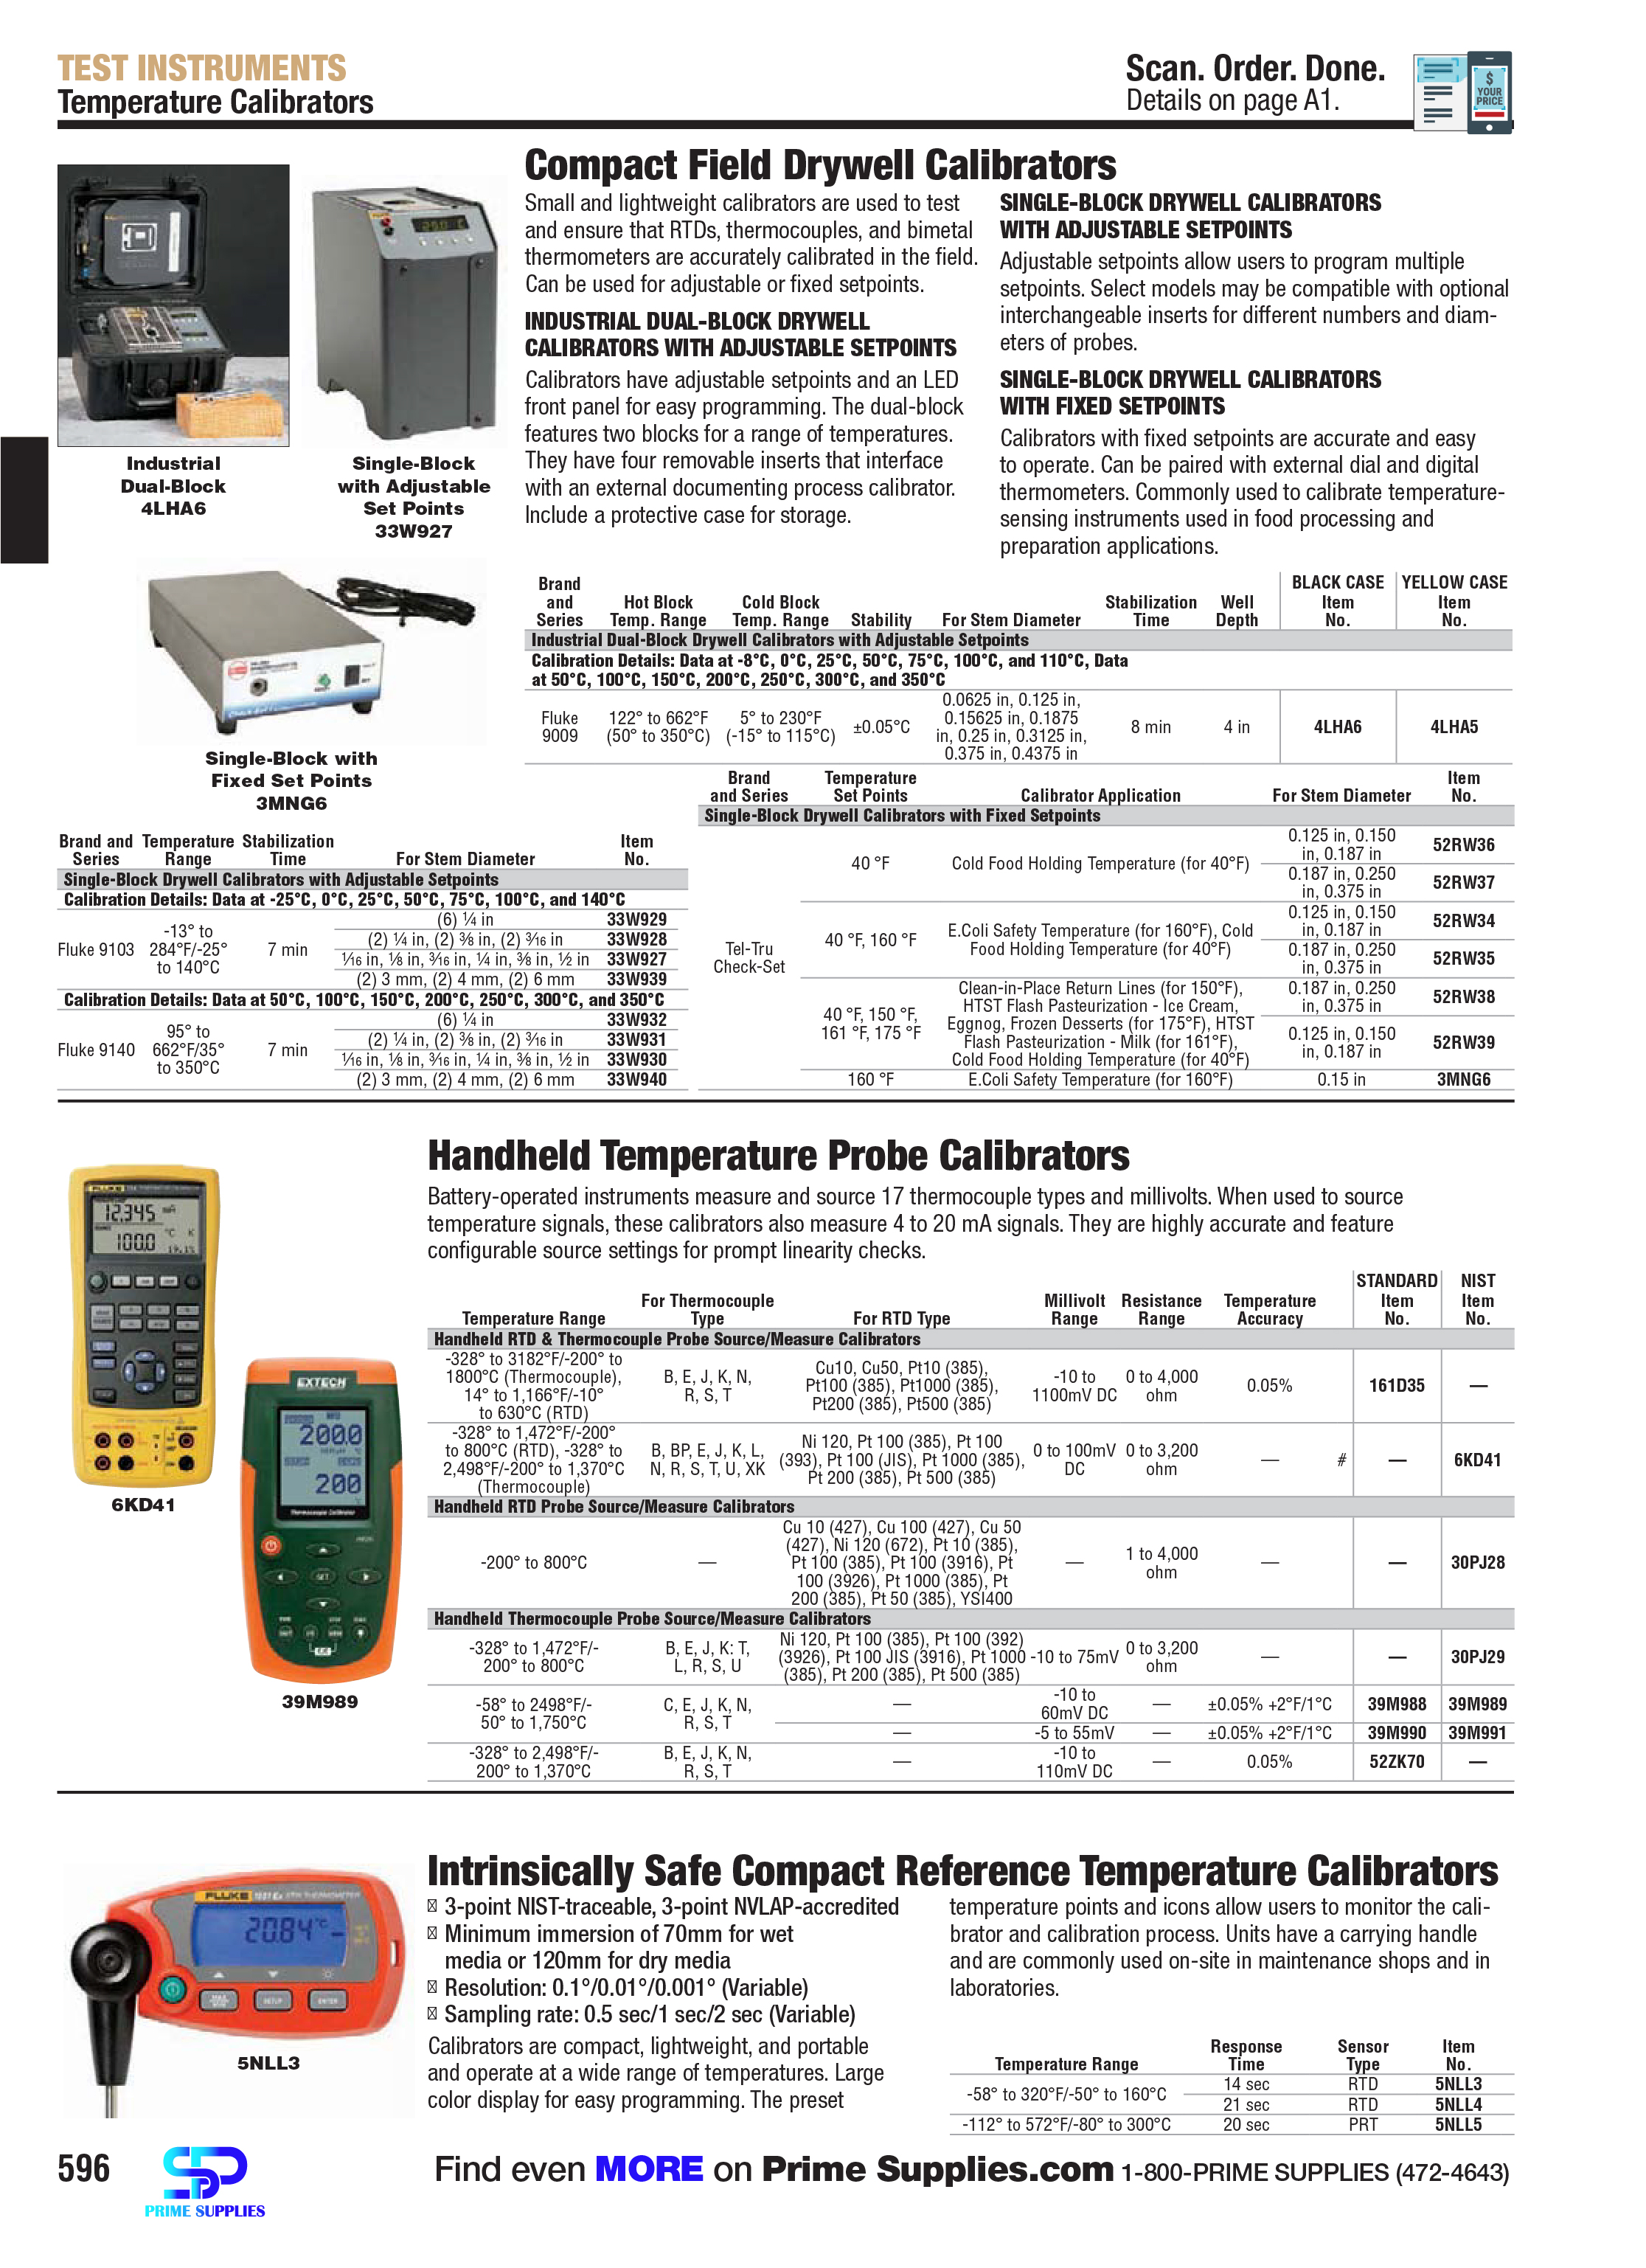 TEST INSTRUMENTS
Temperature Calibrators
Scan. Order. Done.
Details on page A1.
$
YOUR
PRICE
Compact Field Drywell Calibrators
Small and lightweight calibrators are used to test
and ensure that RTDs, thermocouples, and bimetal
thermometers are accurately calibrated in the field.
Can be used for adjustable or fixed setpoints.
INDUSTRIAL DUAL-BLOCK DRYWELL
CALIBRATORS WITH ADJUSTABLE SETPOINTS
Calibrators have adjustable setpoints and an LED
front panel for easy programming. The dual-block
features two blocks for a range of temperatures.
They have four removable inserts that interface
with an external documenting process calibrator.
Include a protective case for storage.
SINGLE-BLOCK DRYWELL CALIBRATORS
WITH ADJUSTABLE SETPOINTS
Adjustable setpoints allow users to program multiple
setpoints. Select models may be compatible with optional
interchangeable inserts for different numbers and diam-
eters of probes.
SINGLE-BLOCK DRYWELL CALIBRATORS
WITH FIXED SETPOINTS
Calibrators with fixed setpoints are accurate and easy
to operate. Can be paired with external dial and digital
thermometers. Commonly used to calibrate temperature-
sensing instruments used in food processing and
preparation applications.
Industrial
Dual-Block
4LHA6
Single-Block
with Adjustable
Set Points
33W927
Single-Block with
Fixed Set Points
3MNG6
Brand and Series Hot Block Temp. Range Cold Block Temp. Range Stability For Stem Diameter Stabilization Time Well Depth BLACK CASE Item No. YELLOW CASE Item No.
Industrial Dual-Block Drywell Calibrators with Adjustable Setpoints
Calibration Details: Data at -8°C, 0°C, 25°C, 50°C, 75°C, 100°C, and 110°C, Data
at 50°C, 100°C, 150°C, 200°C, 250°C, 300°C, and 350°C
Fluke 9009 122° to 662°F (50° to 350°C) 5° to 230°F (-15° to 115°C) ±0.05°C 0.0625 in, 0.125 in, 0.15625 in, 0.1875 in, 0.25 in, 0.3125 in, 0.375 in, 0.4375 in 8 min 4 in 4LHA6 4LHA5
Brand and Series Temperature Range Stabilization Time For Stem Diameter Item No.
Single-Block Drywell Calibrators with Adjustable Setpoints
Calibration Details: Data at -25°C, 0°C, 25°C, 50°C, 75°C, 100°C, and 140°C
Fluke 9103 -13° to 284°F/-25° to 140°C 7 min
(6) ¼ in 33W929
(2) ¼ in, (2) ⅜ in, (2) 3⁄16 in 33W928
1⁄16 in, ⅛ in, 3⁄16 in, ¼ in, ⅜ in, ½ in 33W927
(2) 3 mm, (2) 4 mm, (2) 6 mm 33W939
Calibration Details: Data at 50°C, 100°C, 150°C, 200°C, 250°C, 300°C, and 350°C
Fluke 9140 95° to 662°F/35° to 350°C 7 min
(6) ¼ in 33W932
(2) ¼ in, (2) ⅜ in, (2) 3⁄16 in 33W931
1⁄16 in, ⅛ in, 3⁄16 in, ¼ in, ⅜ in, ½ in 33W930
(2) 3 mm, (2) 4 mm, (2) 6 mm 33W940
Brand and Series Temperature Set Points Calibrator Application For Stem Diameter Item No.
Single-Block Drywell Calibrators with Fixed Setpoints
Tel-Tru Check-Set
40 °F Cold Food Holding Temperature (for 40°F) 0.125 in, 0.150 in, 0.187 in 52RW36
0.187 in, 0.250 in, 0.375 in 52RW37
40 °F, 160 °F E.Coli Safety Temperature (for 160°F), Cold Food Holding Temperature (for 40°F) 0.125 in, 0.150 in, 0.187 in 52RW34
0.187 in, 0.250 in, 0.375 in 52RW35
40 °F, 150 °F, 161 °F, 175 °F Clean-in-Place Return Lines (for 150°F), HTST Flash Pasteurization - Ice Cream, Eggnog, Frozen Desserts (for 175°F), HTST Flash Pasteurization - Milk (for 161°F), Cold Food Holding Temperature (for 40°F) 0.187 in, 0.250 in, 0.375 in 52RW38
0.125 in, 0.150 in, 0.187 in 52RW39
160 °F E.Coli Safety Temperature (for 160°F) 0.15 in 3MNG6
Handheld Temperature Probe Calibrators
Battery-operated instruments measure and source 17 thermocouple types and millivolts. When used to source
temperature signals, these calibrators also measure 4 to 20 mA signals. They are highly accurate and feature
configurable source settings for prompt linearity checks.
FLUKE
12.345
100.0
6KD41
EXTECH
200.0
200
Thermocouple Calibrator
39M989
Temperature Range For Thermocouple Type For RTD Type Millivolt Range Resistance Range Temperature Accuracy STANDARD Item No. NIST Item No.
Handheld RTD & Thermocouple Probe Source/Measure Calibrators
-328° to 3182°F/-200° to 1800°C (Thermocouple), 14° to 1,166°F/-10° to 630°C (RTD) B, E, J, K, N, R, S, T Cu10, Cu50, Pt10 (385), Pt100 (385), Pt1000 (385), Pt200 (385), Pt500 (385) -10 to 1100mV DC 0 to 4,000 ohm 0.05% 161D35 —
-328° to 1,472°F/-200° to 800°C (RTD), -328° to 2,498°F/-200° to 1,370°C (Thermocouple) B, BP, E, J, K, L, N, R, S, T, U, XK Ni 120, Pt 100 (385), Pt 100 (393), Pt 100 (JIS), Pt 1000 (385), Pt 200 (385), Pt 500 (385) 0 to 100mV DC 0 to 3,200 ohm — # — 6KD41
Handheld RTD Probe Source/Measure Calibrators
-200° to 800°C — Cu 10 (427), Cu 100 (427), Cu 50 (427), Ni 120 (672), Pt 10 (385), Pt 100 (385), Pt 100 (3916), Pt 100 (3926), Pt 1000 (385), Pt 200 (385), Pt 50 (385), YSI400 — 1 to 4,000 ohm — — 30PJ28
Handheld Thermocouple Probe Source/Measure Calibrators
-328° to 1,472°F/-200° to 800°C B, E, J, K: T, L, R, S, U Ni 120, Pt 100 (385), Pt 100 (392) (3926), Pt 100 JIS (3916), Pt 1000 (385), Pt 200 (385), Pt 500 (385) -10 to 75mV 0 to 3,200 ohm — — 30PJ29
-58° to 2498°F/-50° to 1,750°C C, E, J, K, N, R, S, T — -10 to 60mV DC — ±0.05% +2°F/1°C 39M988 39M989
— -5 to 55mV — ±0.05% +2°F/1°C 39M990 39M991
-328° to 2,498°F/-200° to 1,370°C B, E, J, K, N, R, S, T — -10 to 110mV DC — 0.05% 52ZK70 —
Intrinsically Safe Compact Reference Temperature Calibrators
3-point NIST-traceable, 3-point NVLAP-accredited
Minimum immersion of 70mm for wet
media or 120mm for dry media
Resolution: 0.1°/0.01°/0.001° (Variable)
Sampling rate: 0.5 sec/1 sec/2 sec (Variable)
Calibrators are compact, lightweight, and portable
and operate at a wide range of temperatures. Large
color display for easy programming. The preset
temperature points and icons allow users to monitor the cali-
brator and calibration process. Units have a carrying handle
and are commonly used on-site in maintenance shops and in
laboratories.
FLUKE
20.84°C
5NLL3
Temperature Range Response Time Sensor Type Item No.
-58° to 320°F/-50° to 160°C 14 sec RTD 5NLL3
21 sec RTD 5NLL4
-112° to 572°F/-80° to 300°C 20 sec PRT 5NLL5
596
PRIME SUPPLIES
Find even MORE on Prime Supplies.com 1-800-PRIME SUPPLIES (472-4643)